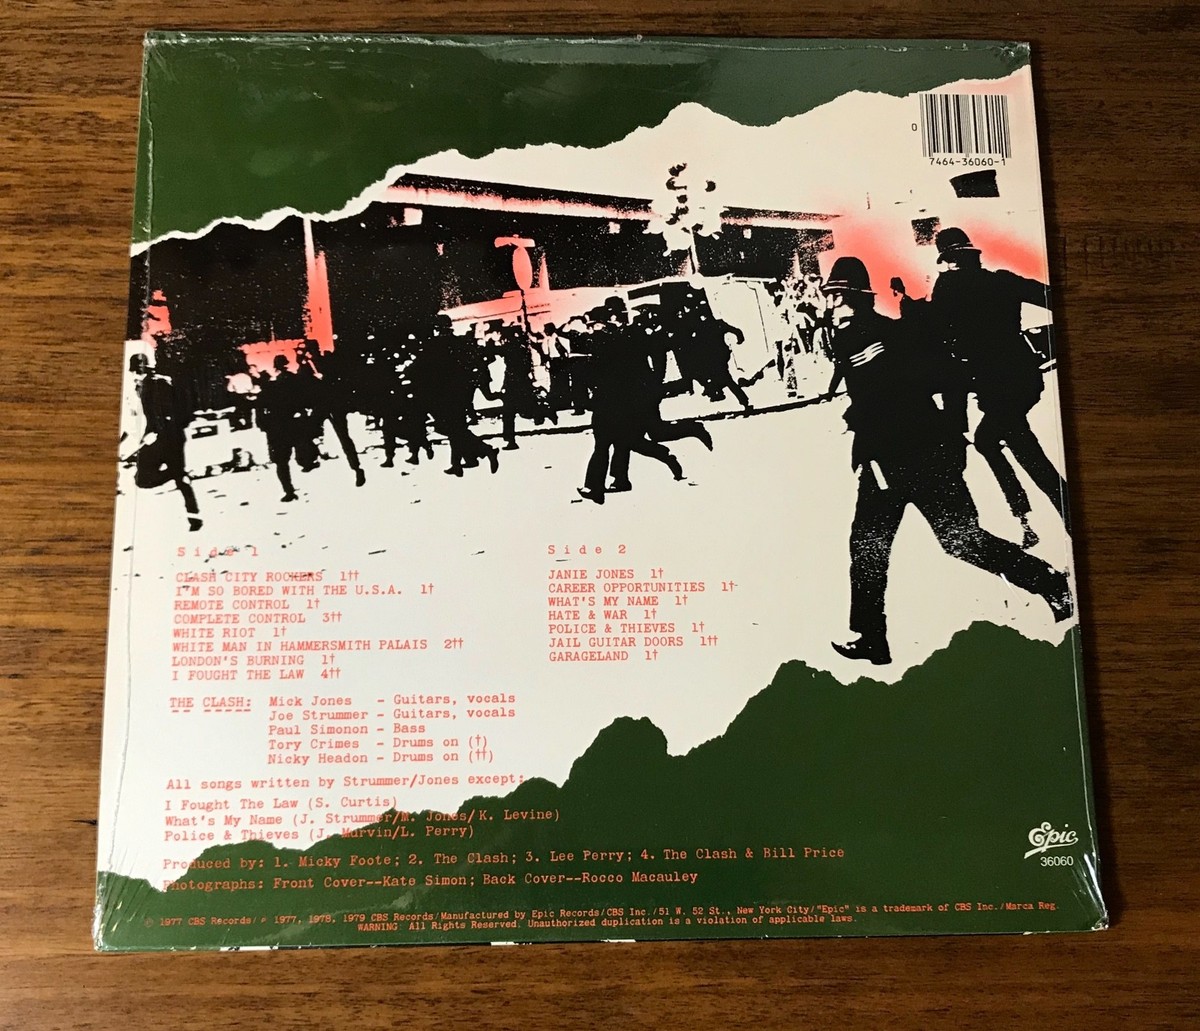 0
7464-36060-1
Side 1
CLASH CITY ROCKERS 1††
I'M SO BORED WITH THE U.S.A. 1†
REMOTE CONTROL 1†
COMPLETE CONTROL 3††
WHITE RIOT 1†
WHITE MAN IN HAMMERSMITH PALAIS 2††
LONDON'S BURNING 1†
I FOUGHT THE LAW 4††
Side 2
JANIE JONES 1†
CAREER OPPORTUNITIES 1†
WHAT'S MY NAME 1†
HATE & WAR 1†
POLICE & THIEVES 1†
JAIL GUITAR DOORS 1††
GARAGELAND 1†
THE CLASH: Mick Jones - Guitars, vocals
Joe Strummer - Guitars, vocals
Paul Simonon - Bass
Tory Crimes - Drums on (†)
Nicky Headon - Drums on (††)
All songs written by Strummer/Jones except:
I Fought The Law (S. Curtis)
What's My Name (J. Strummer/M. Jones/K. Levine)
Police & Thieves (J. Murvin/L. Perry)
Produced by: 1. Micky Foote; 2. The Clash; 3. Lee Perry; 4. The Clash & Bill Price
Photographs: Front Cover--Kate Simon; Back Cover--Rocco Macauley
Epic
36060
© 1977 CBS Records/℗ 1977, 1978, 1979 CBS Records/Manufactured by Epic Records/CBS Inc./51 W. 52 St., New York City/"Epic" is a trademark of CBS Inc./Marca Reg.
WARNING: All Rights Reserved. Unauthorized duplication is a violation of applicable laws.